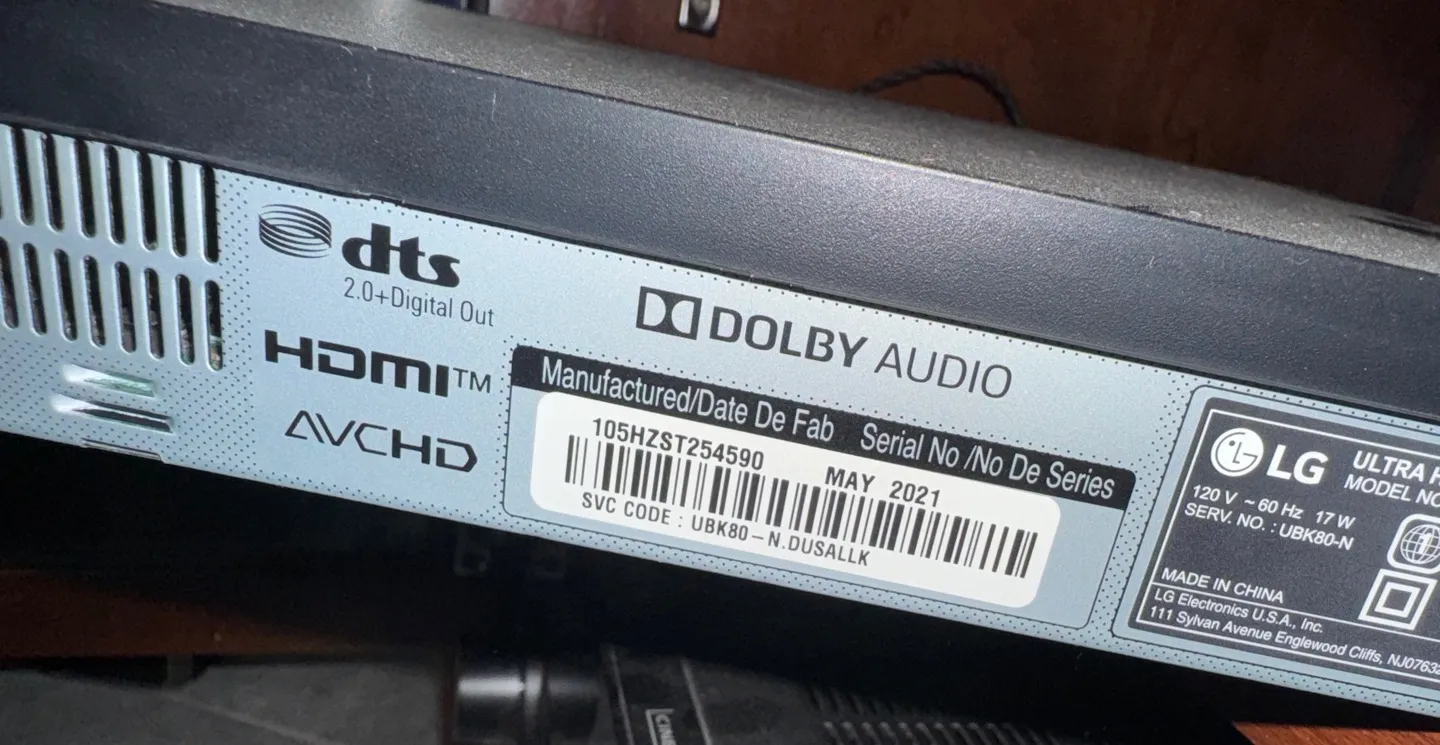 dts
2.0+Digital Out
HDMI™
AVCHD
DOLBY AUDIO
Manufactured/Date De Fab Serial No /No De Series
105HZST254590 MAY 2021
SVC CODE : UBK80-N.DUSALLK
LG ULTRA H
MODEL NO
120 V ~ 60 Hz 17 W
SERV. NO. : UBK80-N
1
MADE IN CHINA
LG Electronics U.S.A., Inc.
111 Sylvan Avenue Englewood Cliffs, NJ0763